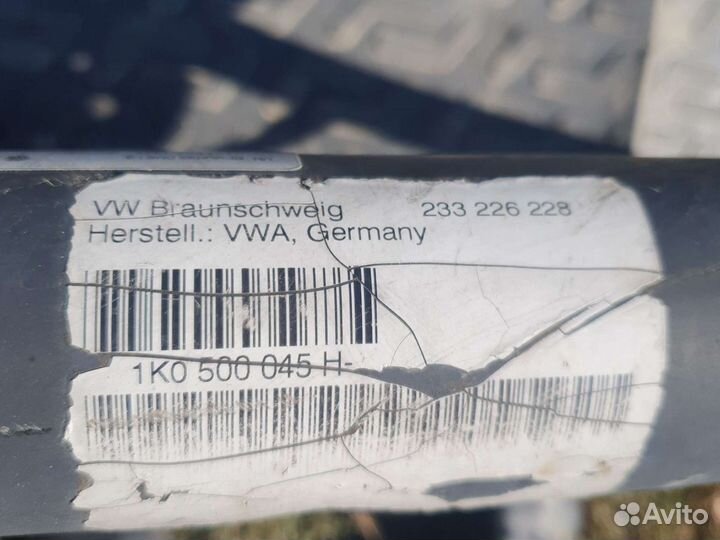 VW Braunschweig 233 226 228
Herstell.: VWA, Germany
1K0 500 045 H-
Avito